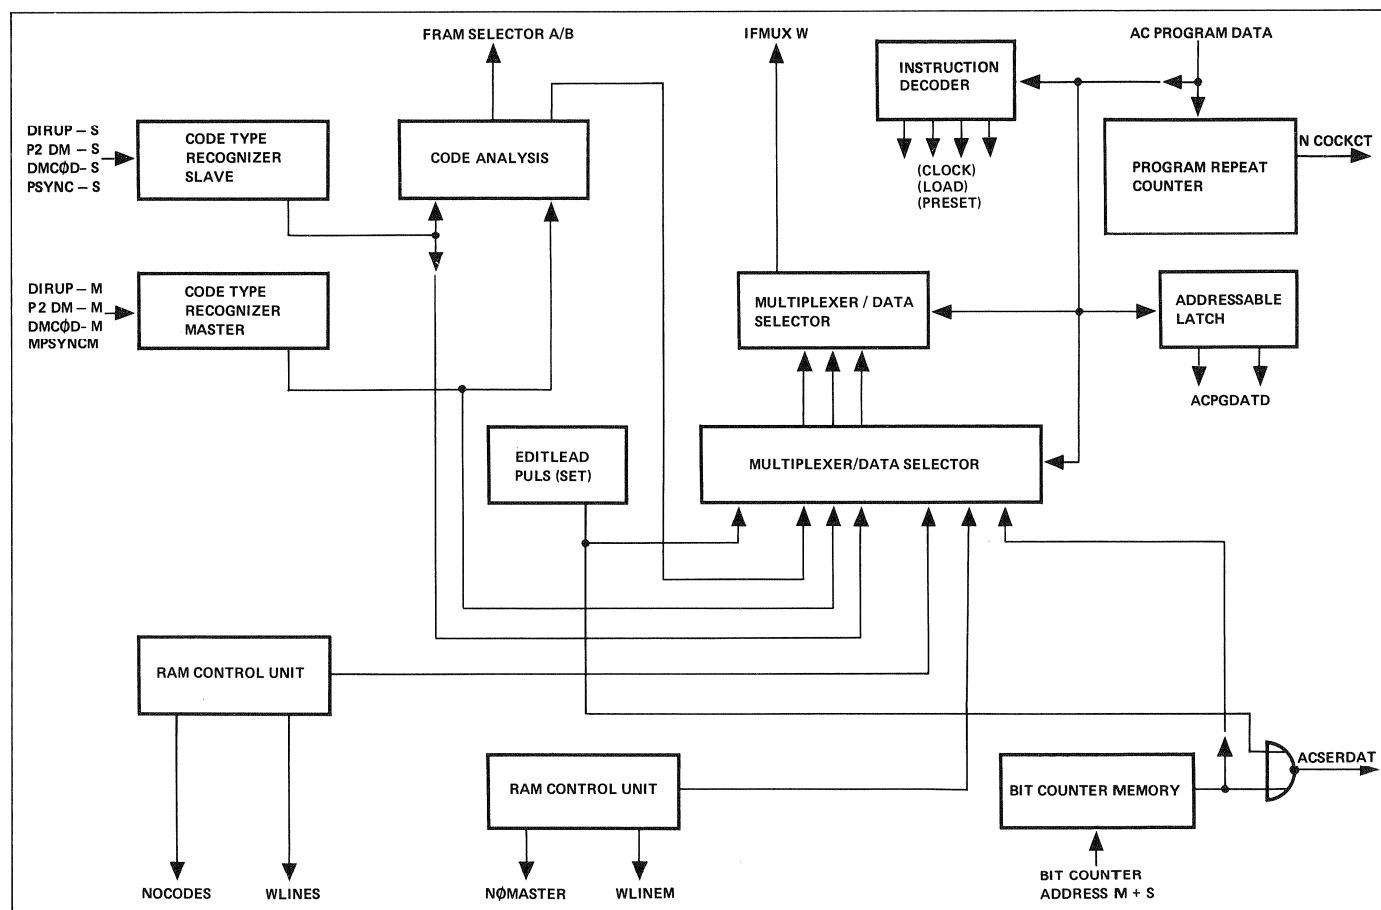 FRAM SELECTOR A/B
IFMUX W
AC PROGRAM DATA
INSTRUCTION
DECODER
DIRUP – S
P2 DM – S
DMCØD– S
PSYNC – S
CODE TYPE
RECOGNIZER
SLAVE
CODE ANALYSIS
(CLOCK)
(LOAD)
(PRESET)
PROGRAM REPEAT
COUNTER
N COCKCT
DIRUP – M
P2 DM – M
DMCØD– M
MPSYNCM
CODE TYPE
RECOGNIZER
MASTER
MULTIPLEXER / DATA
SELECTOR
ADDRESSABLE
LATCH
ACPGDATD
EDITLEAD
PULS (SET)
MULTIPLEXER/DATA SELECTOR
RAM CONTROL UNIT
RAM CONTROL UNIT
BIT COUNTER MEMORY
ACSERDAT
NOCODES
WLINES
NØMASTER
WLINEM
BIT COUNTER
ADDRESS M + S